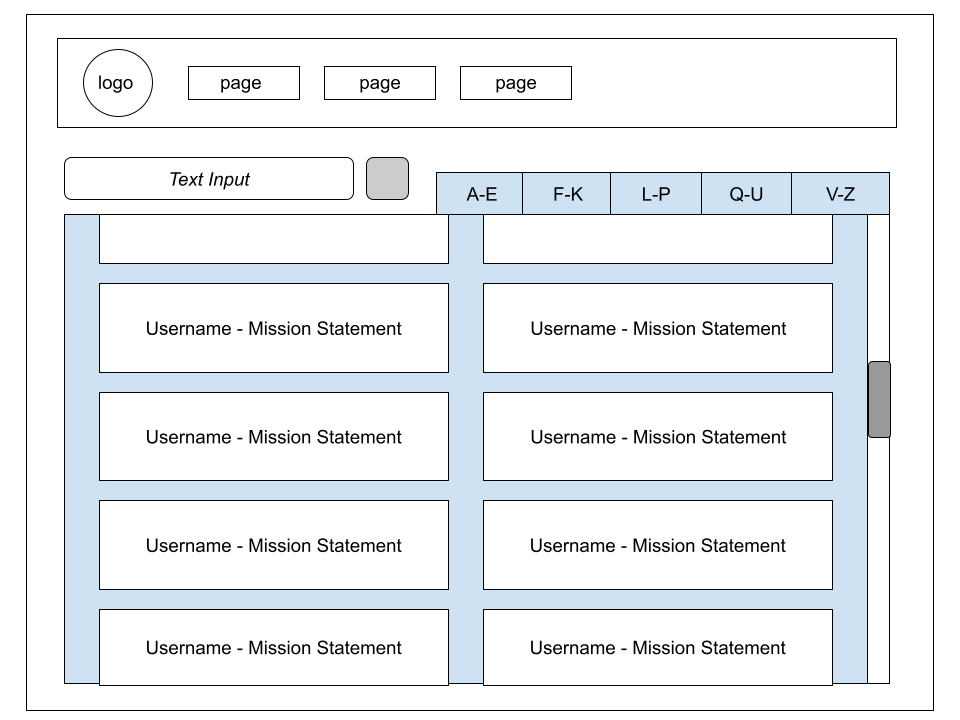 logo
page
page
page
Text Input
A-E
F-K
L-P
Q-U
V-Z
Username - Mission Statement
Username - Mission Statement
Username - Mission Statement
Username - Mission Statement
Username - Mission Statement
Username - Mission Statement
Username - Mission Statement
Username - Mission Statement